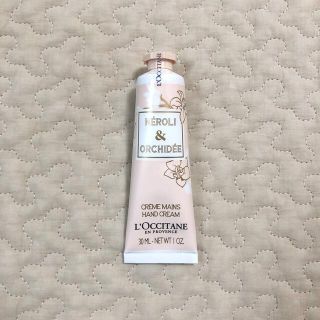 NÉROLI
&
ORCHIDÉE
CRÈME MAINS
HAND CREAM
L'OCCITANE
EN PROVENCE
30 ML - NET WT 1 OZ.